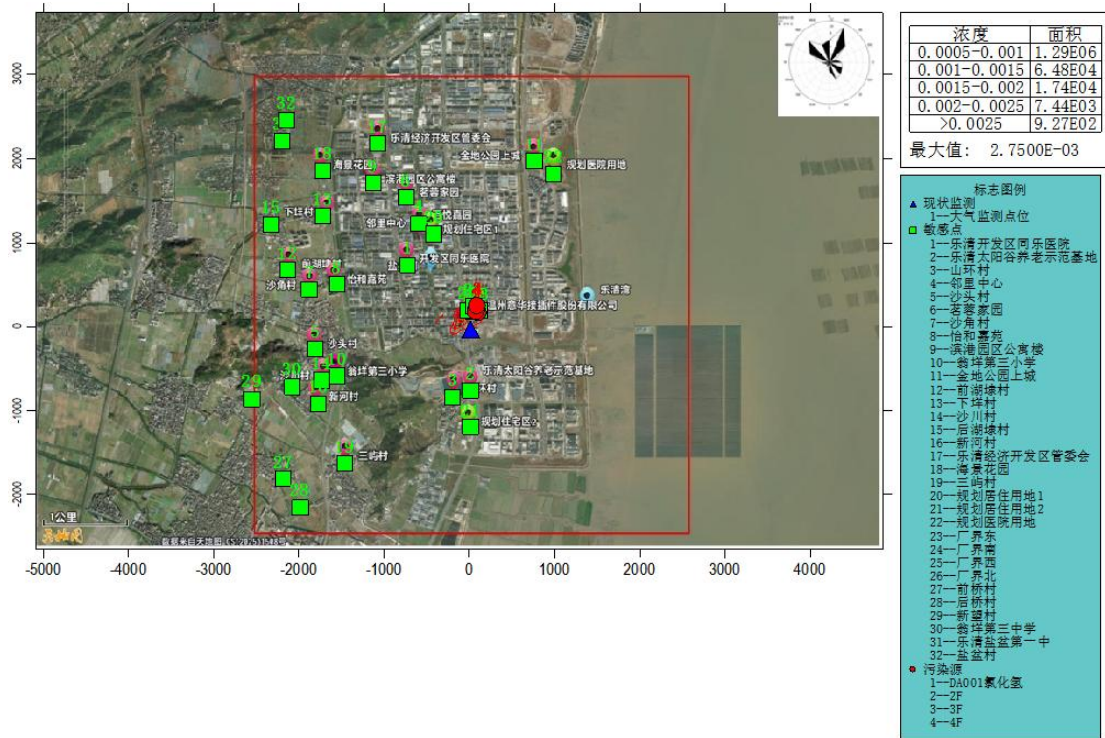 浓度 面积
0.0005-0.001 1.29E06
0.001-0.0015 6.48E04
0.0015-0.002 1.74E04
0.002-0.0025 7.44E03
>0.0025 9.27E02
最大值: 2.7500E-03
标志图例
现状监测
1--大气监测点位
敏感点
1--乐清开发区同乐医院
2--乐清太阳谷养老示范基地
3--山环村
4--邻里中心
5--沙头村
6--茗蓉家园
7--沙角村
8--怡和嘉苑
9--滨港园区公寓楼
10--翁垟第三小学
11--金地公园上城
12--前湖埭村
13--下垟村
14--沙川村
15--后湖埭村
16--新河村
17--乐清经济开发区管委会
18--海景花园
19--三屿村
20--规划居住用地1
21--规划居住用地2
22--规划医院用地
23--厂界东
24--厂界南
25--厂界西
26--厂界北
27--前桥村
28--后桥村
29--新塱村
30--翁垟第三中学
31--乐清盐盆第一中
32--盐盆村
污染源
1--DA001氯化氢
2--2F
3--3F
4--4F
3000
2000
1000
0
-1000
-2000
-5000 -4000 -3000 -2000 -1000 0 1000 2000 3000 4000
32
乐清经济开发区管委会
金地公园上城
规划医院用地
18
海景花园
滨港园区公寓楼
茗蓉家园
下垟村
15
邻里中心
悦嘉园
规划住宅区1
开发区同乐医院
沙角村
怡和嘉苑
乐清湾
温州意华接插件股份有限公司
沙头村
10
翁垟第三小学
30
29
新河村
3
乐清太阳谷养老示范基地
规划住宅区2
三屿村
27
28
1公里